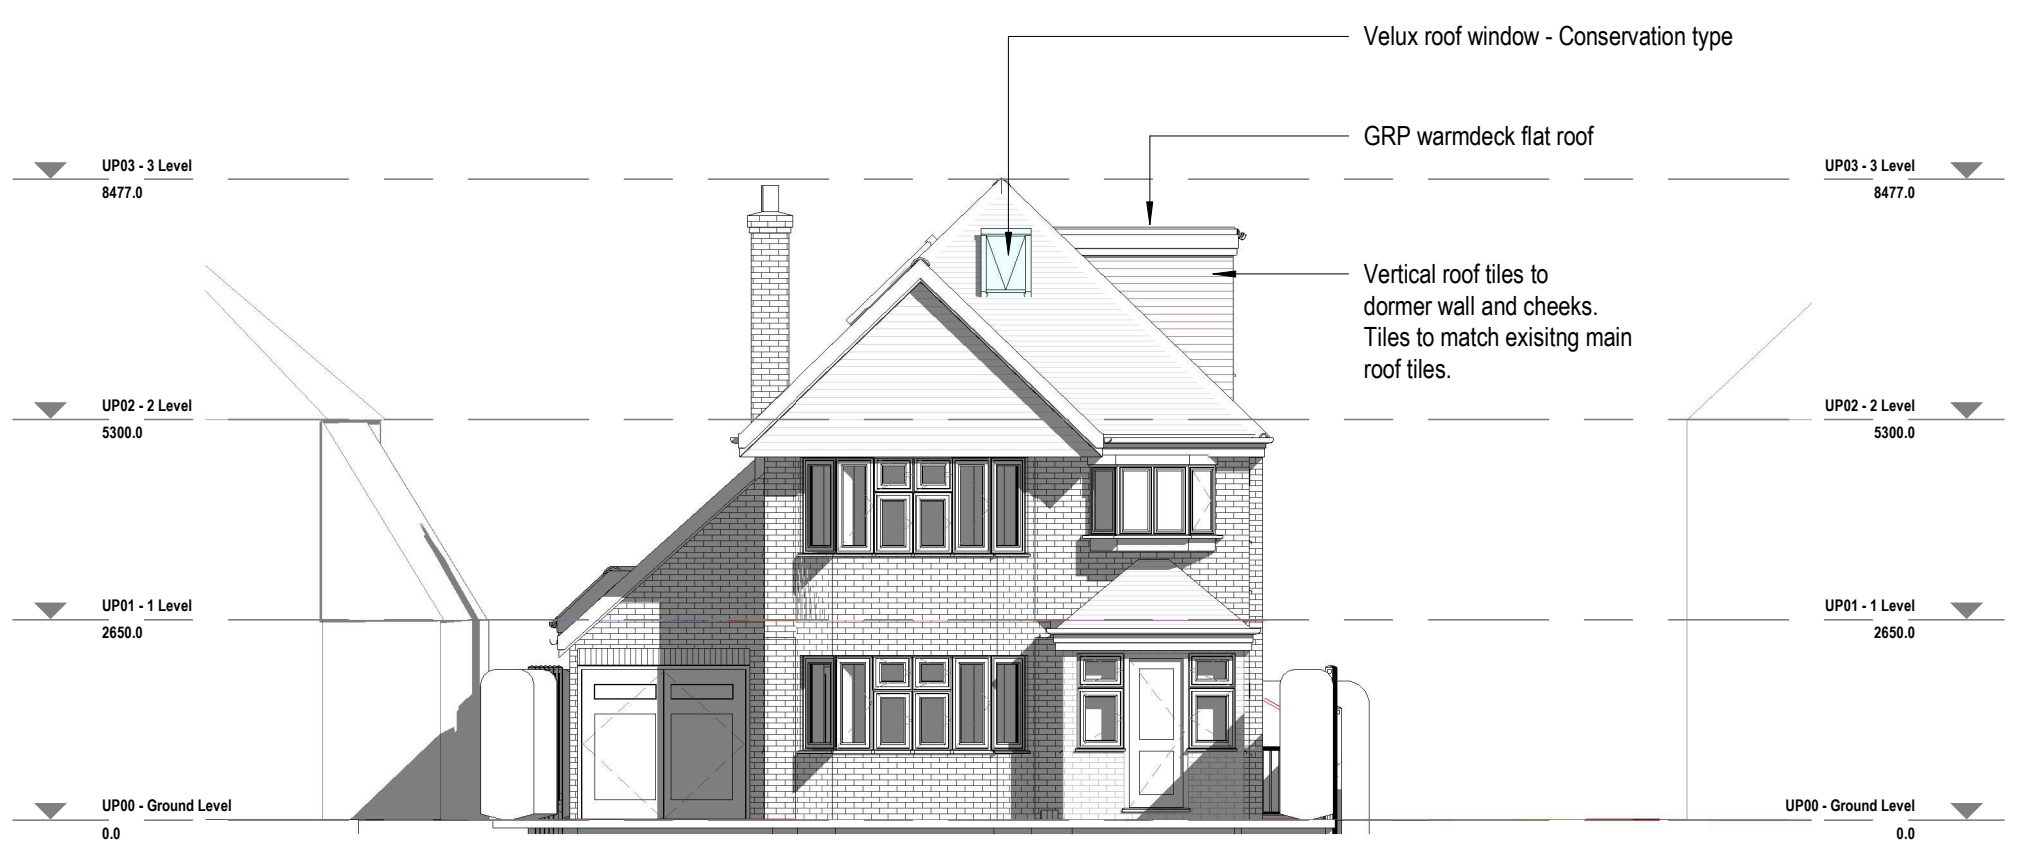 Velux roof window - Conservation type
GRP warmdeck flat roof
UP03 - 3 Level
8477.0
UP03 - 3 Level
8477.0
Vertical roof tiles to
dormer wall and cheeks.
Tiles to match exisitng main
roof tiles.
UP02 - 2 Level
5300.0
UP02 - 2 Level
5300.0
UP01 - 1 Level
2650.0
UP01 - 1 Level
2650.0
UP00 - Ground Level
0.0
UP00 - Ground Level
0.0